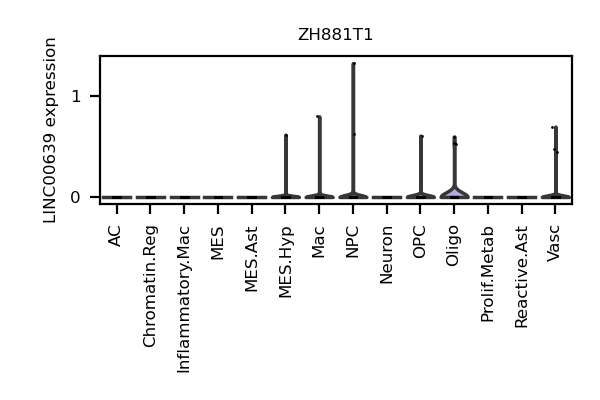 ZH881T1
LINC00639 expression
1
0
AC
Chromatin.Reg
Inflammatory.Mac
MES
MES.Ast
MES.Hyp
Mac
NPC
Neuron
OPC
Oligo
Prolif.Metab
Reactive.Ast
Vasc